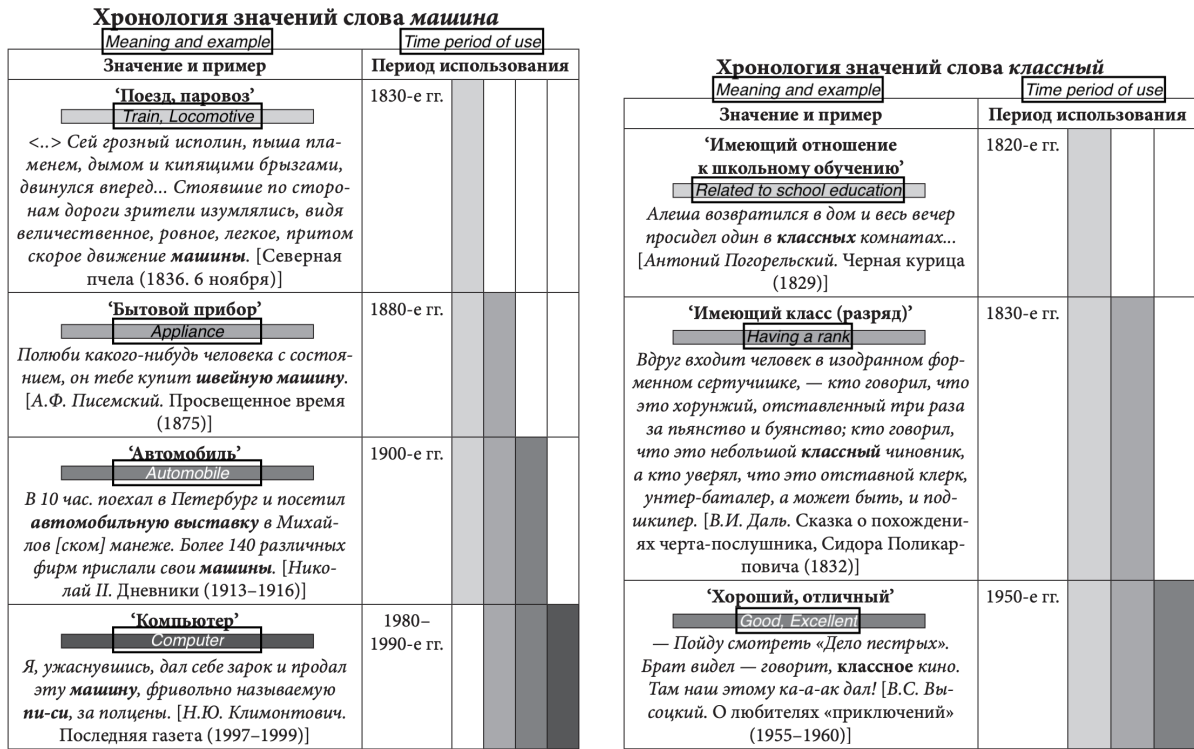 Хронология значений слова машина
Meaning and example
Time period of use
Значение и пример
Период использования
‘Поезд, паровоз’
1830-е гг.
Train, Locomotive
<..> Сей грозный исполин, пыша пла-
менем, дымом и кипящими брызгами,
двинулся вперед... Стоявшие по сторо-
нам дороги зрители изумлялись, видя
величественное, ровное, легкое, притом
скорое движение машины. [Северная
пчела (1836. 6 ноября)]
‘Бытовой прибор’
1880-е гг.
Appliance
Полюби какого-нибудь человека с состоя-
нием, он тебе купит швейную машину.
[А.Ф. Писемский. Просвещенное время
(1875)]
‘Автомобиль’
1900-е гг.
Automobile
В 10 час. поехал в Петербург и посетил
автомобильную выставку в Михай-
лов [ском] манеже. Более 140 различных
фирм прислали свои машины. [Нико-
лай II. Дневники (1913–1916)]
‘Компьютер’
1980–
1990-е гг.
Computer
Я, ужаснувшись, дал себе зарок и продал
эту машину, фривольно называемую
пи-си, за полцены. [Н.Ю. Климонтович.
Последняя газета (1997–1999)]
Хронология значений слова классный
Meaning and example
Time period of use
Значение и пример
Период использования
‘Имеющий отношение
к школьному обучению’
1820-е гг.
Related to school education
Алеша возвратился в дом и весь вечер
просидел один в классных комнатах...
[Антоний Погорельский. Черная курица
(1829)]
‘Имеющий класс (разряд)’
1830-е гг.
Having a rank
Вдруг входит человек в изодранном фор-
менном сертучишке, — кто говорил, что
это хорунжий, отставленный три раза
за пьянство и буянство; кто говорил,
что это небольшой классный чиновник,
а кто уверял, что это отставной клерк,
унтер-баталер, а может быть, и под-
шкипер. [В.И. Даль. Сказка о похождени-
ях черта-послушника, Сидора Поликар-
повича (1832)]
‘Хороший, отличный’
1950-е гг.
Good, Excellent
— Пойду смотреть «Дело пестрых».
Брат видел — говорит, классное кино.
Там наш этому ка-а-ак дал! [В.С. Вы-
соцкий. О любителях «приключений»
(1955–1960)]